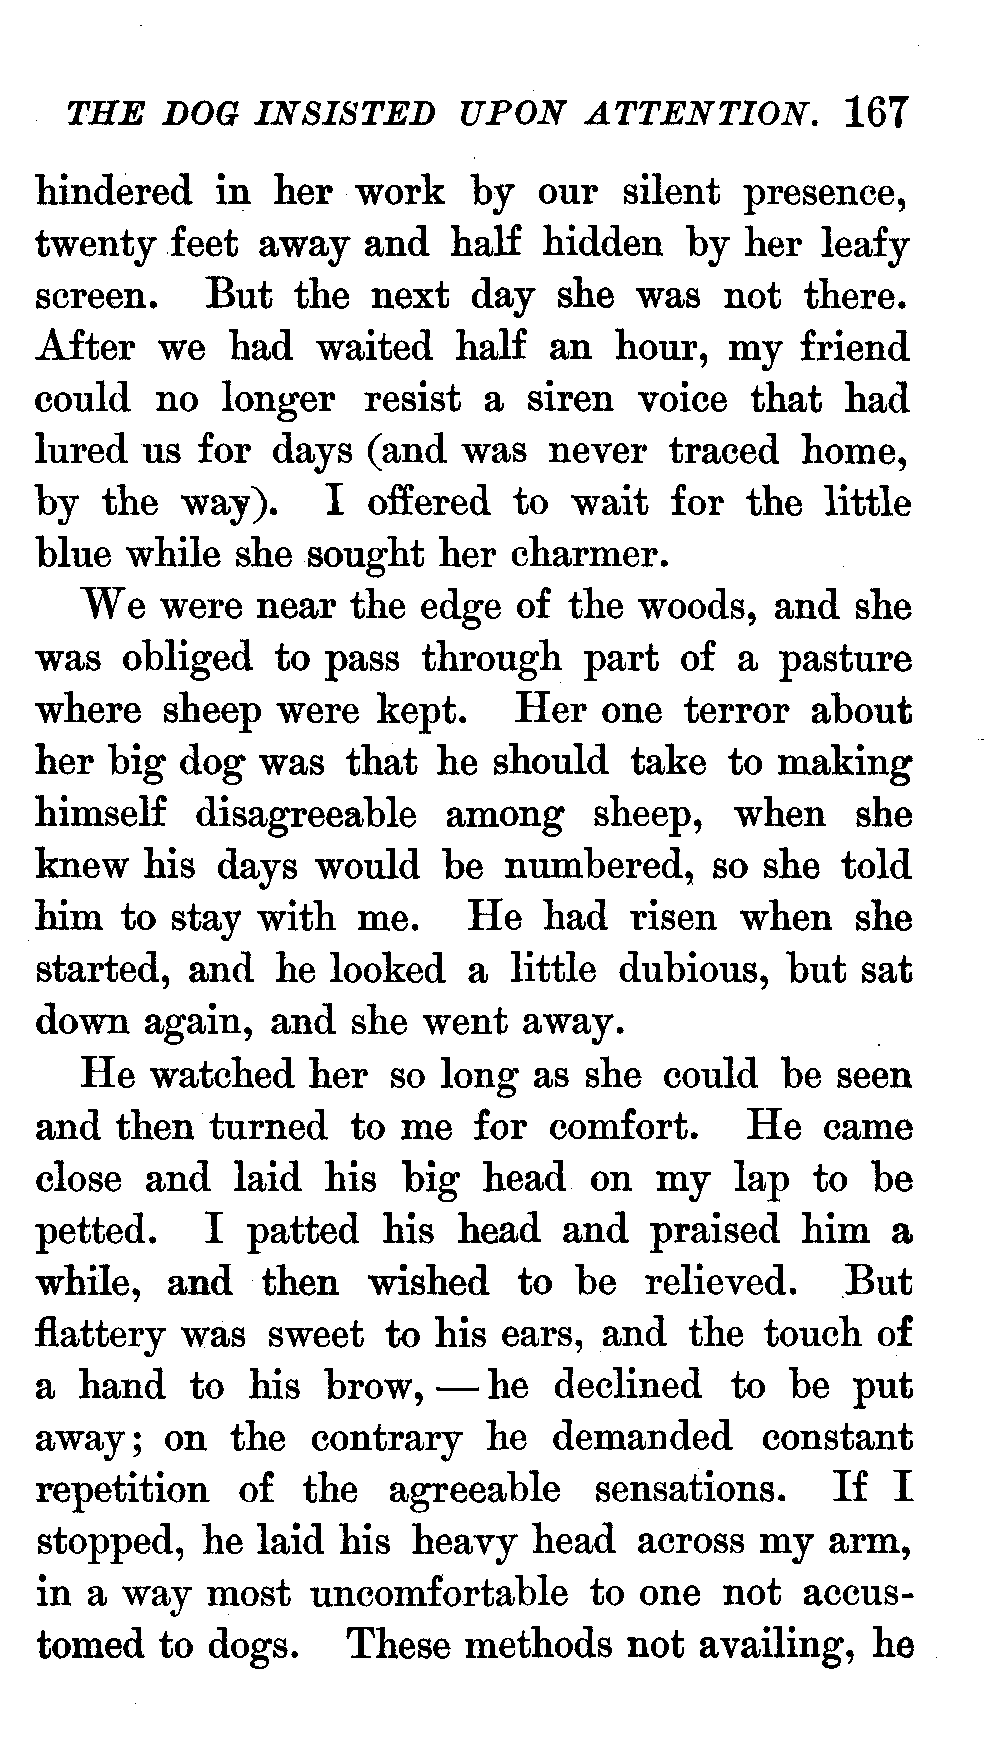 THE DOG INSISTED UPON ATTENTION. 167
hindered in her work by our silent presence,
twenty feet away and half hidden by her leafy
screen. But the next day she was not there.
After we had waited half an hour, my friend
could no longer resist a siren voice that had
lured us for days (and was never traced home,
by the way). I offered to wait for the little
blue while she sought her charmer.
We were near the edge of the woods, and she
was obliged to pass through part of a pasture
where sheep were kept. Her one terror about
her big dog was that he should take to making
himself disagreeable among sheep, when she
knew his days would be numbered, so she told
him to stay with me. He had risen when she
started, and he looked a little dubious, but sat
down again, and she went away.
He watched her so long as she could be seen
and then turned to me for comfort. He came
close and laid his big head on my lap to be
petted. I patted his head and praised him a
while, and then wished to be relieved. But
flattery was sweet to his ears, and the touch of
a hand to his brow, — he declined to be put
away; on the contrary he demanded constant
repetition of the agreeable sensations. If I
stopped, he laid his heavy head across my arm,
in a way most uncomfortable to one not accus-
tomed to dogs. These methods not availing, he